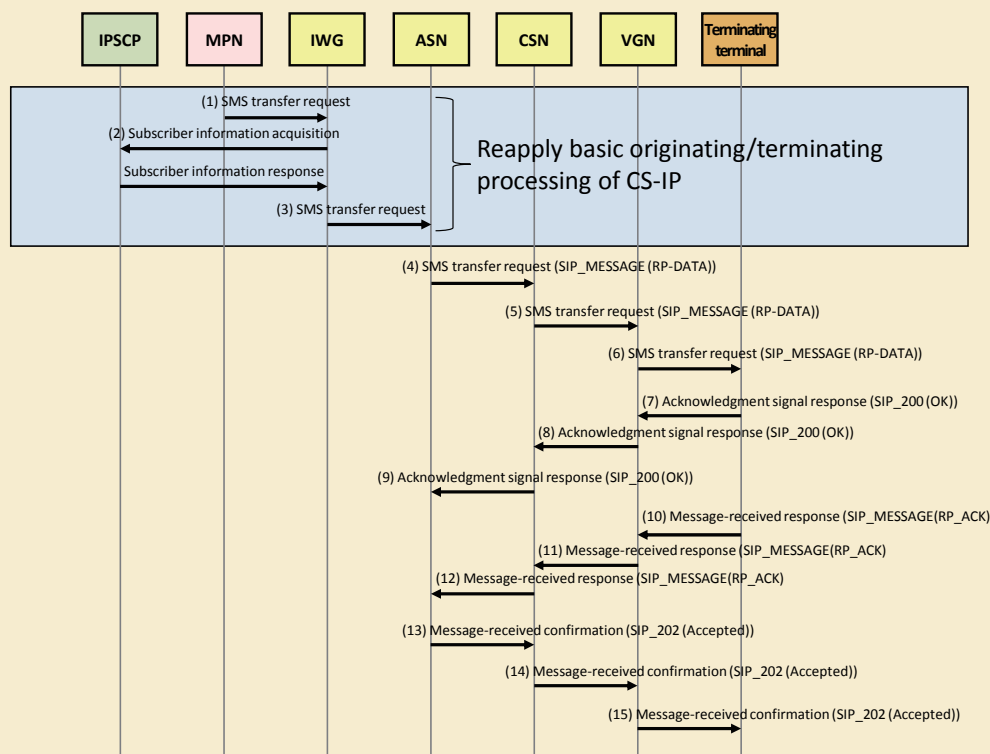 IPSCP MPN IWG ASN CSN VGN Terminating terminal
(1) SMS transfer request
(2) Subscriber information acquisition
Subscriber information response
(3) SMS transfer request
Reapply basic originating/terminating
processing of CS-IP
(4) SMS transfer request (SIP_MESSAGE (RP-DATA))
(5) SMS transfer request (SIP_MESSAGE (RP-DATA))
(6) SMS transfer request (SIP_MESSAGE (RP-DATA))
(7) Acknowledgment signal response (SIP_200 (OK))
(8) Acknowledgment signal response (SIP_200 (OK))
(9) Acknowledgment signal response (SIP_200 (OK))
(10) Message-received response (SIP_MESSAGE(RP_ACK)
(11) Message-received response (SIP_MESSAGE(RP_ACK)
(12) Message-received response (SIP_MESSAGE(RP_ACK)
(13) Message-received confirmation (SIP_202 (Accepted))
(14) Message-received confirmation (SIP_202 (Accepted))
(15) Message-received confirmation (SIP_202 (Accepted))